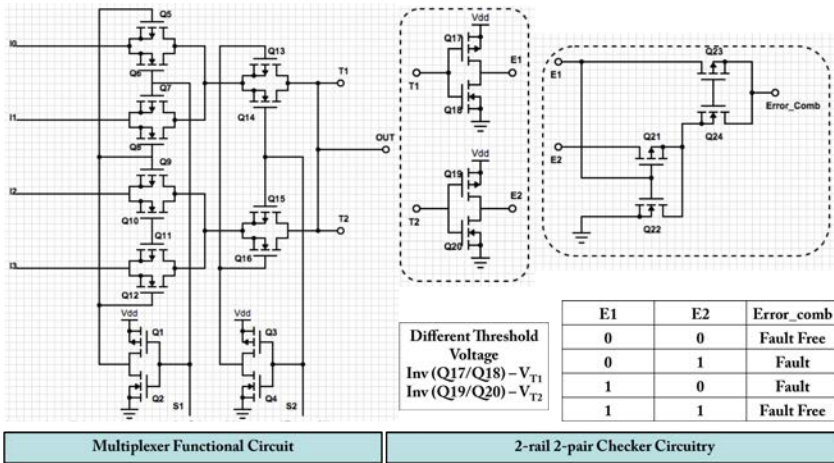 Q5
I0
Q6
Q7
I1
Q8
Q9
I2
Q10
Q11
I3
Q12
Vdd
Q1
Q2
S1
Q13
Q14
T1
OUT
Q15
T2
Q16
Vdd
Q3
Q4
S2
Vdd
Q17
T1
E1
Q18
Vdd
Q19
T2
E2
Q20
Q23
E1
Error_Comb
Q24
Q21
E2
Q22
Different Threshold
Voltage
Inv (Q17/Q18) – VT1
Inv (Q19/Q20) – VT2
E1 E2 Error_comb
0 0 Fault Free
0 1 Fault
1 0 Fault
1 1 Fault Free
Multiplexer Functional Circuit
2-rail 2-pair Checker Circuitry